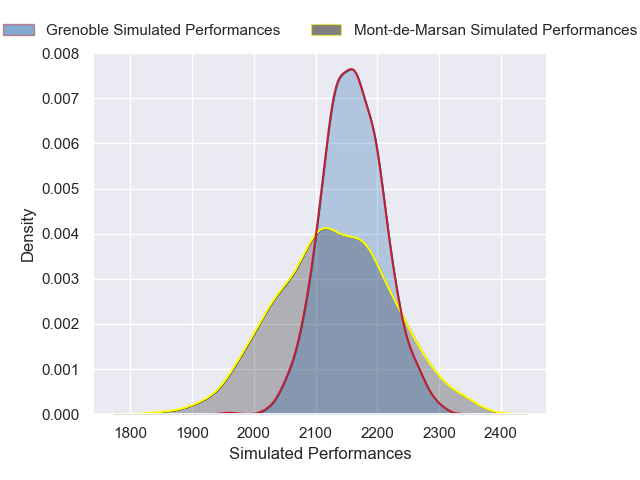 Grenoble Simulated Performances Mont-de-Marsan Simulated Performances
0.008
0.007
0.006
0.005
0.004
0.003
0.002
0.001
0.000
Density
1800 1900 2000 2100 2200 2300 2400
Simulated Performances